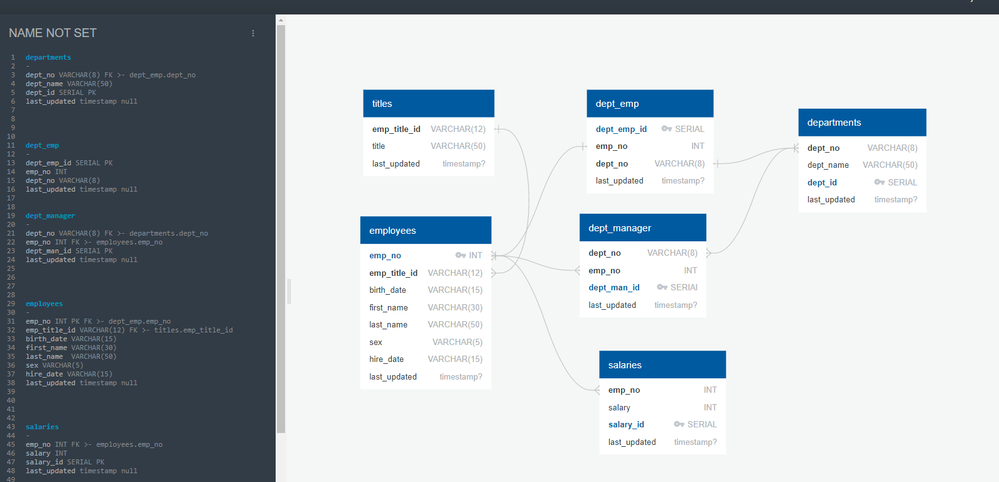 NAME NOT SET
1 departments
2 -
3 dept_no VARCHAR(8) FK >- dept_emp.dept_no
4 dept_name VARCHAR(50)
5 dept_id SERIAL PK
6 last_updated timestamp null
7
8
9
10
11 dept_emp
12 -
13 dept_emp_id SERIAL PK
14 emp_no INT
15 dept_no VARCHAR(8)
16 last_updated timestamp null
17
18
19 dept_manager
20 -
21 dept_no VARCHAR(8) FK >- departments.dept_no
22 emp_no INT FK >- employees.emp_no
23 dept_man_id SERIAl PK
24 last_updated timestamp null
25
26
27
28
29 employees
30 -
31 emp_no INT PK FK >- dept_emp.emp_no
32 emp_title_id VARCHAR(12) FK >- titles.emp_title_id
33 birth_date VARCHAR(15)
34 first_name VARCHAR(30)
35 last_name  VARCHAR(50)
36 sex VARCHAR(5)
37 hire_date VARCHAR(15)
38 last_updated timestamp null
39
40
41
42
43 salaries
44 -
45 emp_no INT FK >- employees.emp_no
46 salary INT
47 salary_id SERIAL PK
48 last_updated timestamp null
49
titles
emp_title_id VARCHAR(12)
title VARCHAR(50)
last_updated timestamp?
employees
emp_no INT
emp_title_id VARCHAR(12)
birth_date VARCHAR(15)
first_name VARCHAR(30)
last_name VARCHAR(50)
sex VARCHAR(5)
hire_date VARCHAR(15)
last_updated timestamp?
dept_emp
dept_emp_id SERIAL
emp_no INT
dept_no VARCHAR(8)
last_updated timestamp?
dept_manager
dept_no VARCHAR(8)
emp_no INT
dept_man_id SERIAl
last_updated timestamp?
salaries
emp_no INT
salary INT
salary_id SERIAL
last_updated timestamp?
departments
dept_no VARCHAR(8)
dept_name VARCHAR(50)
dept_id SERIAL
last_updated timestamp?